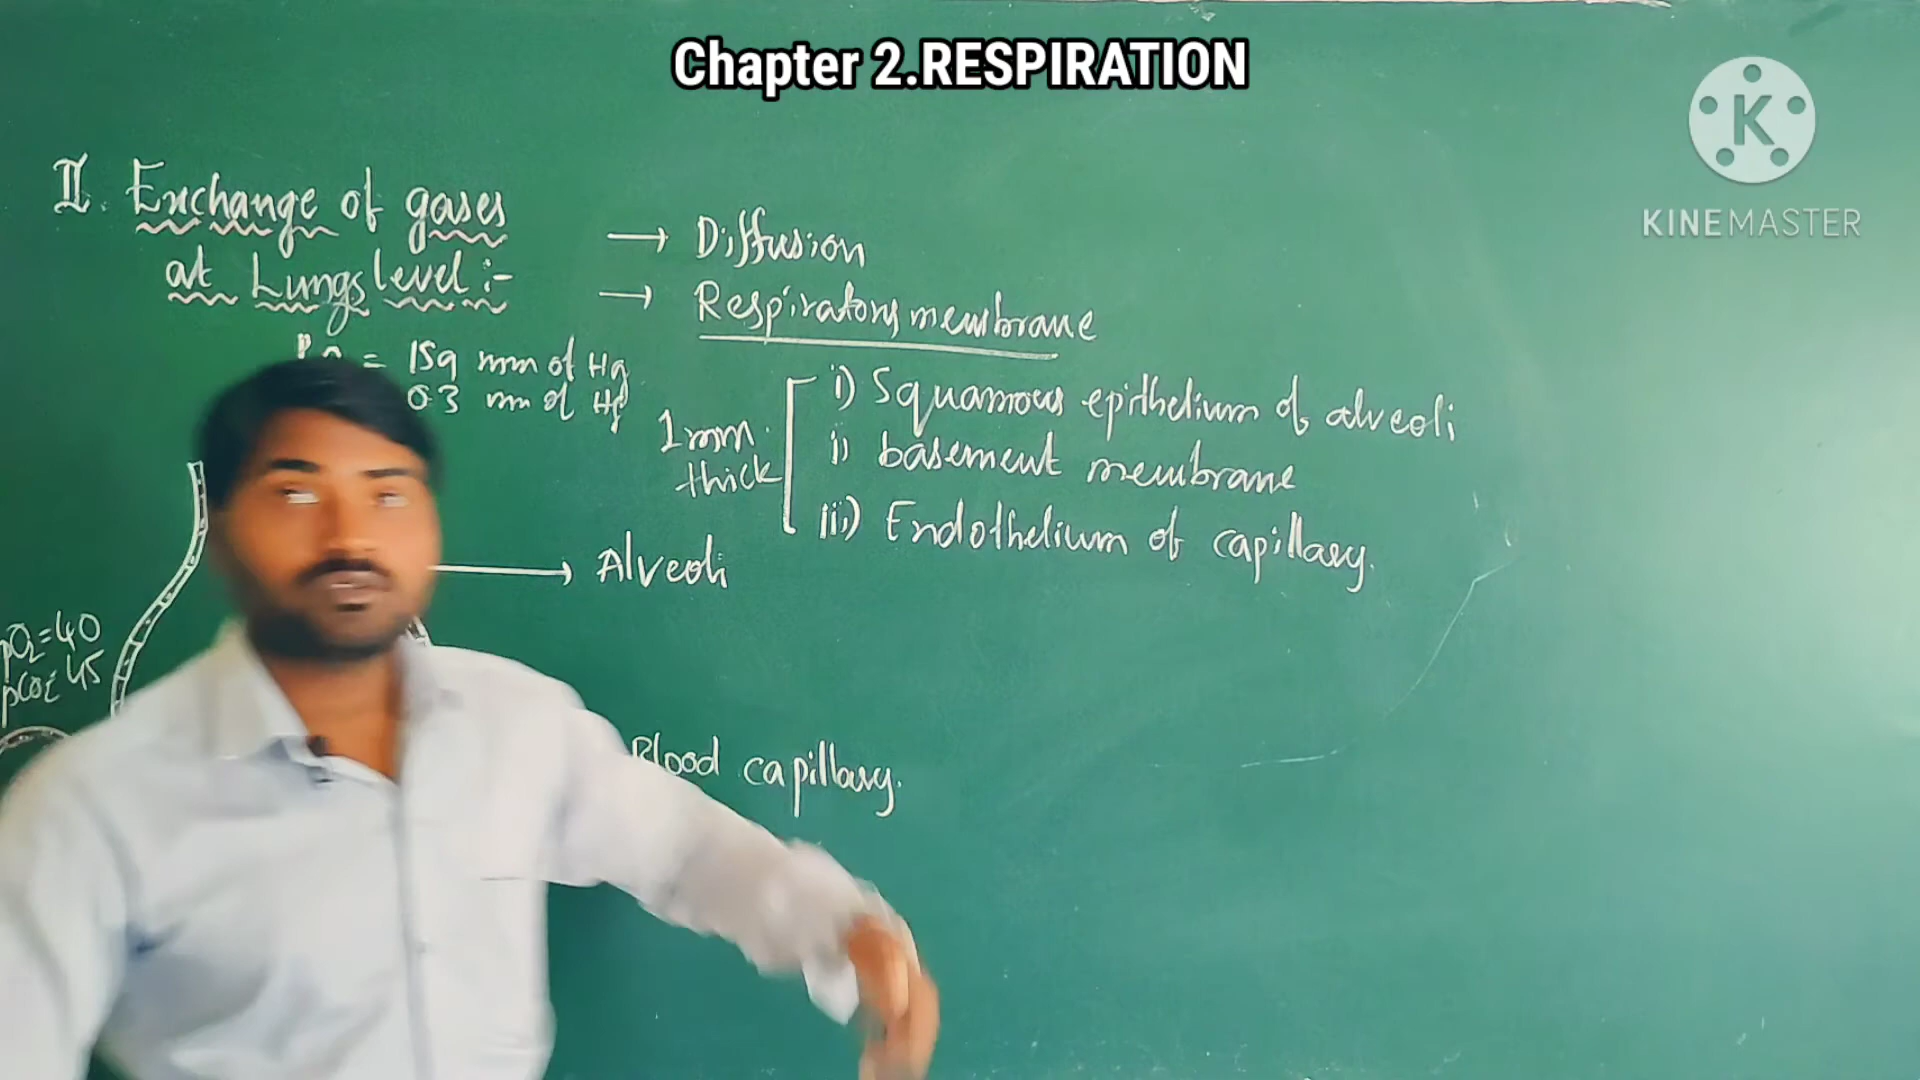 Chapter 2.RESPIRATION
K
KINEMASTER
II. Exchange of gases
at Lungs level :-
→ Diffusion
→ Respiratory membrane
= 159 mm of Hg
0.3 mm of Hg
1 mm.
thick
i) Squamous epithelium of alveoli
ii) basement membrane
iii) Endothelium of capillary.
→ Alveoli
pO2=40
pCO2=45
Blood capillary.